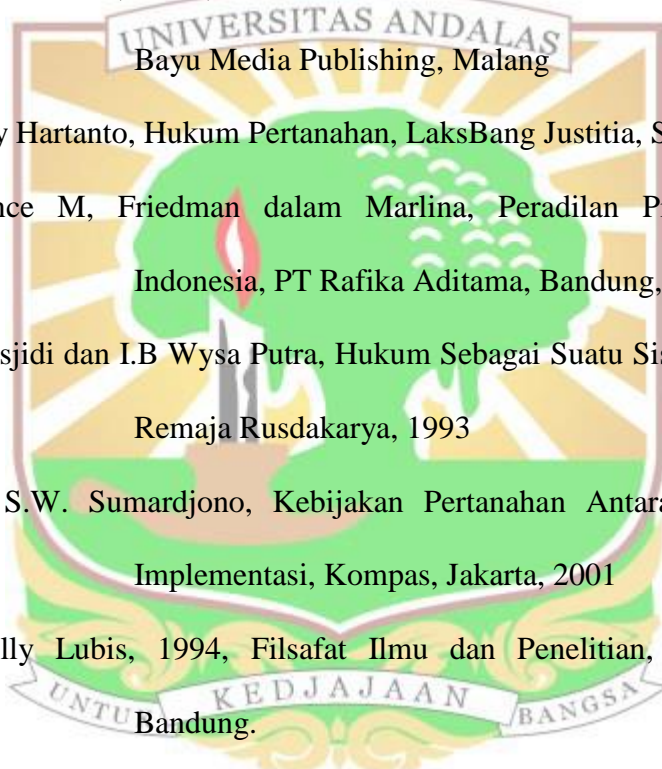 UNIVERSITAS ANDALAS
Bayu Media Publishing, Malang
y Hartanto, Hukum Pertanahan, LaksBang Justitia, S
nce M, Friedman dalam Marlina, Peradilan P
Indonesia, PT Rafika Aditama, Bandung,
sjidi dan I.B Wysa Putra, Hukum Sebagai Suatu Sis
Remaja Rusdakarya, 1993
S.W. Sumardjono, Kebijakan Pertanahan Antara
Implementasi, Kompas, Jakarta, 2001
lly Lubis, 1994, Filsafat Ilmu dan Penelitian,
UNTUK KEDJAJAAN BANGSA
Bandung.